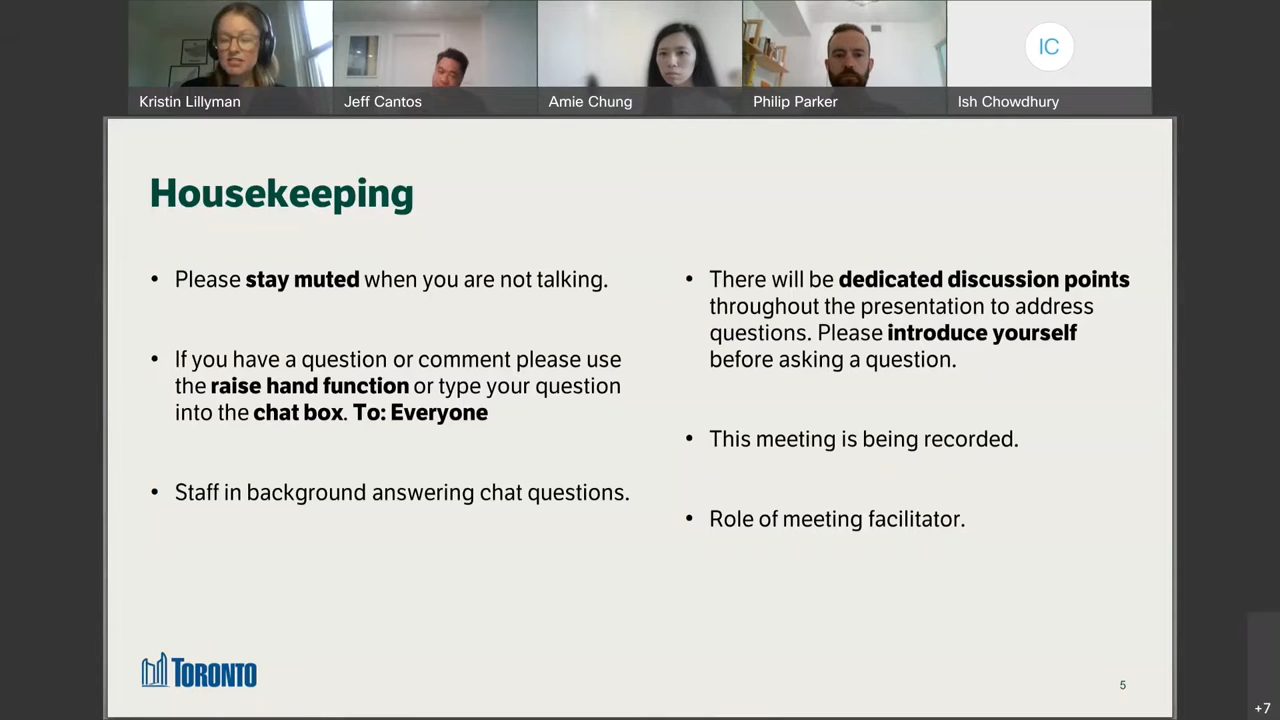 Kristin Lillyman
Jeff Cantos
Amie Chung
Philip Parker
IC
Ish Chowdhury
Housekeeping
• Please stay muted when you are not talking.
• If you have a question or comment please use
the raise hand function or type your question
into the chat box. To: Everyone
• Staff in background answering chat questions.
• There will be dedicated discussion points
throughout the presentation to address
questions. Please introduce yourself
before asking a question.
• This meeting is being recorded.
• Role of meeting facilitator.
TORONTO
5
+7